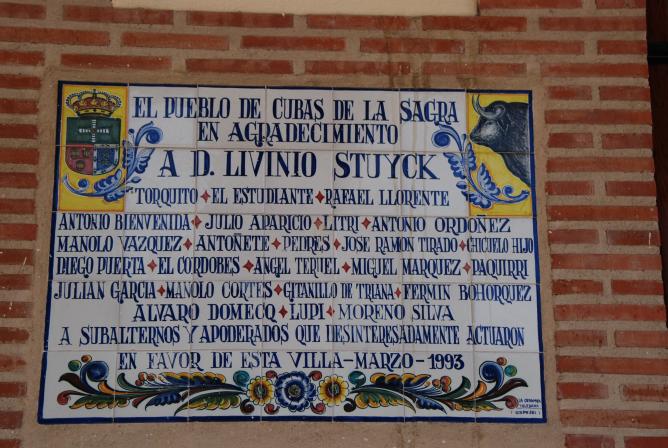 EL PUEBLO DE CUBAS DE LA SAGRA
EN AGRADECIMIENTO
A D. LIVINIO STUYCK
TORQUITO ✦ EL ESTUDIANTE ✦ RAFAEL LLORENTE
ANTONIO BIENVENIDA ✦ JULIO APARICIO ✦ LITRI ✦ ANTONIO ORDOÑEZ
MANOLO VAZQUEZ ✦ ANTOÑETE ✦ PEDRES ✦ JOSE RAMON TIRADO ✦ CHICUELO HIJO
DIEGO PUERTA ✦ EL CORDOBES ✦ ANGEL TERUEL ✦ MIGUEL MARQUEZ ✦ PAQUIRRI
JULIAN GARCIA ✦ MANOLO CORTES ✦ GITANILLO DE TRIANA ✦ FERMIN BOHORQUEZ
ALVARO DOMECQ ✦ LUPI ✦ MORENO SILVA
A SUBALTERNOS Y APODERADOS QUE DESINTERESADAMENTE ACTUARON
EN FAVOR DE ESTA VILLA-MARZO-1993
LA CERAMICA
TALAVERA